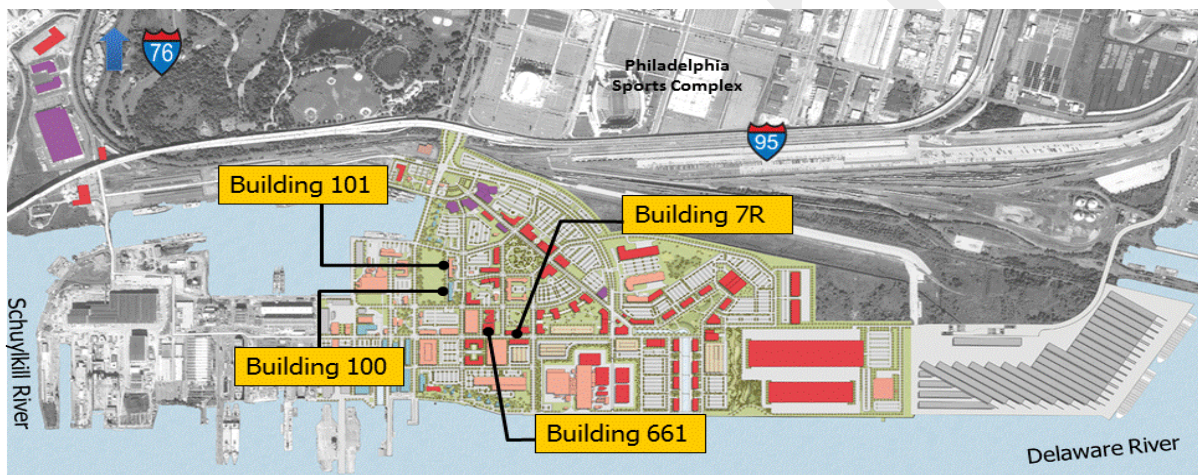 76
Philadelphia
Sports Complex
95
Building 101
Building 7R
Schuylkill River
Building 100
Building 661
Delaware River